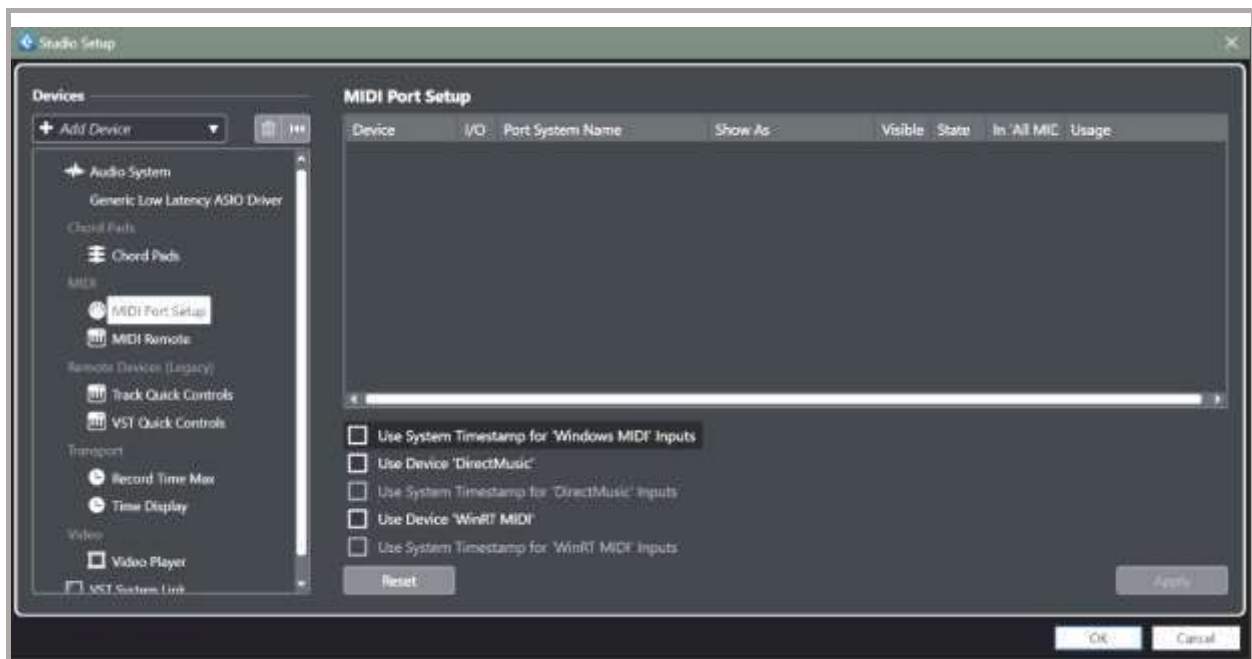 Studio Setup
Devices
+ Add Device
Audio System
Generic Low Latency ASIO Driver
Chord Pads
Chord Pads
MIDI
MIDI Port Setup
MIDI Remote
Remote Devices (Legacy)
Track Quick Controls
VST Quick Controls
Transport
Record Time Max
Time Display
Video
Video Player
VST System Link
MIDI Port Setup
Device I/O Port System Name Show As Visible State In 'All MIC Usage
Use System Timestamp for 'Windows MIDI' Inputs
Use Device 'DirectMusic'
Use System Timestamp for 'DirectMusic' Inputs
Use Device 'WinRT MIDI'
Use System Timestamp for 'WinRT MIDI' Inputs
Reset Apply
OK Cancel